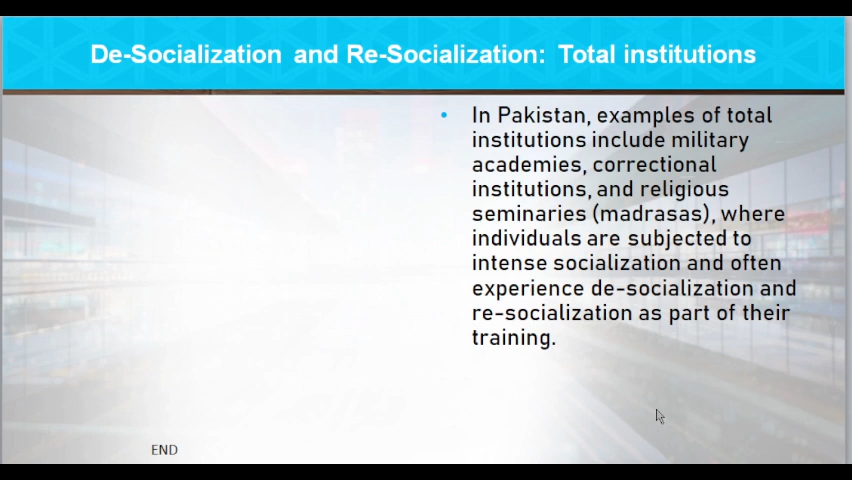 De-Socialization and Re-Socialization: Total institutions
• In Pakistan, examples of total
institutions include military
academies, correctional
institutions, and religious
seminaries (madrasas), where
individuals are subjected to
intense socialization and often
experience de-socialization and
re-socialization as part of their
training.
END